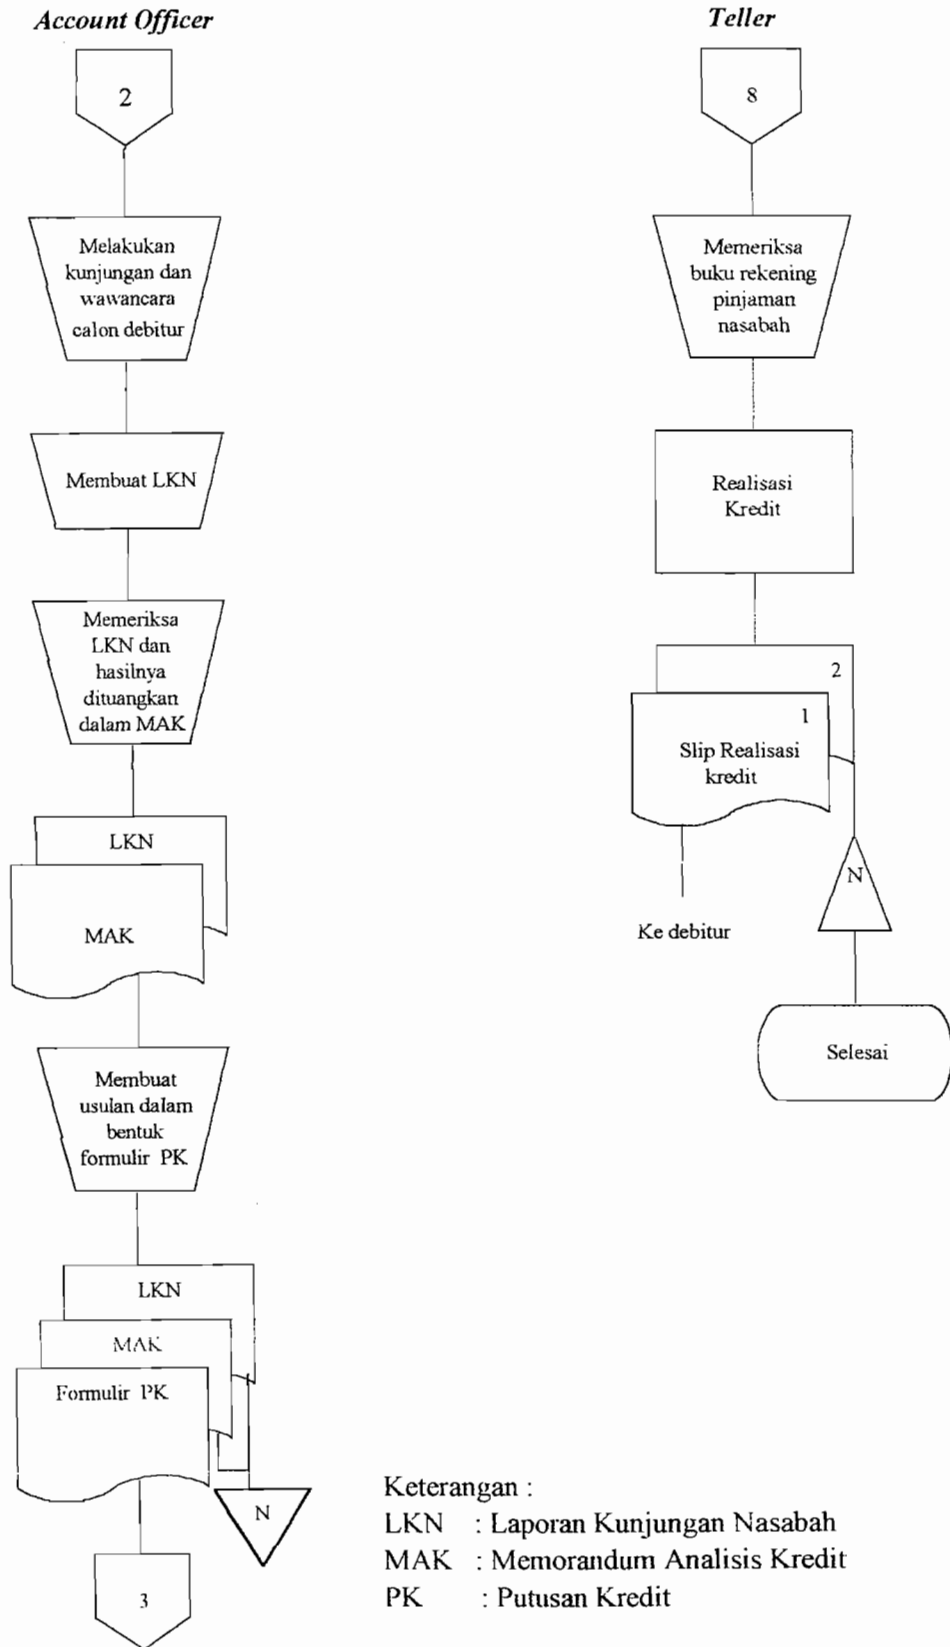 Account Officer
2
Melakukan
kunjungan dan
wawancara
calon debitur
Membuat LKN
Memeriksa
LKN dan
hasilnya
dituangkan
dalam MAK
LKN
MAK
Membuat
usulan dalam
bentuk
formulir PK
LKN
MAK
Formulir PK
N
3
Teller
8
Memeriksa
buku rekening
pinjaman
nasabah
Realisasi
Kredit
2
1
Slip Realisasi
kredit
N
Ke debitur
Selesai
Keterangan :
LKN : Laporan Kunjungan Nasabah
MAK : Memorandum Analisis Kredit
PK : Putusan Kredit